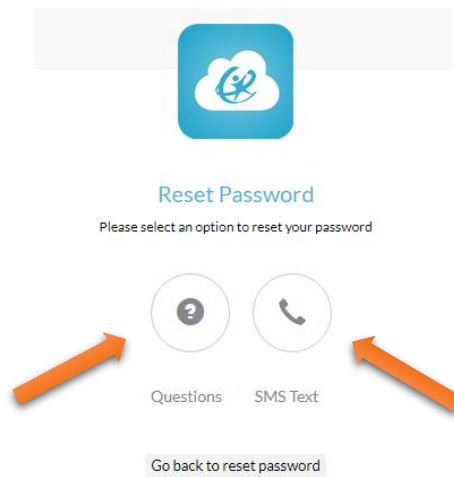 Reset Password
Please select an option to reset your password
Questions SMS Text
Go back to reset password